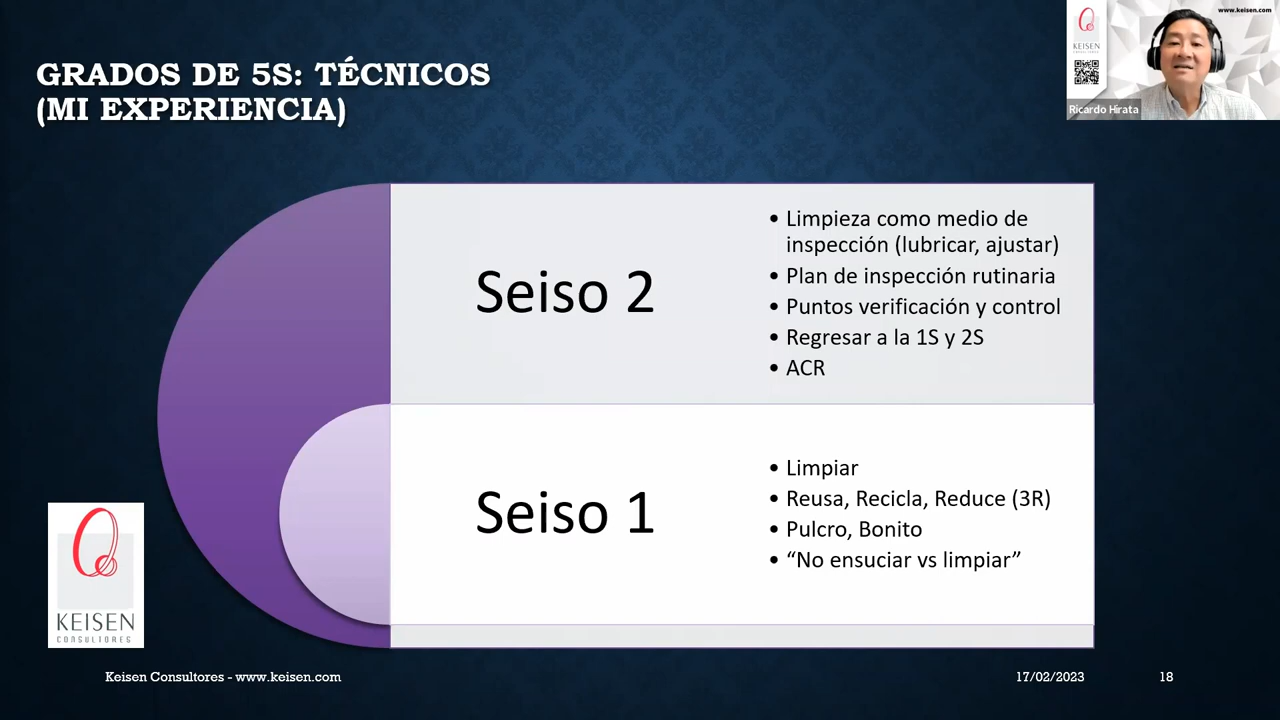 GRADOS DE 5S: TÉCNICOS
(MI EXPERIENCIA)
www.keisen.com
KEISEN
Ricardo Hirata
Seiso 2
• Limpieza como medio de
inspección (lubricar, ajustar)
• Plan de inspección rutinaria
• Puntos verificación y control
• Regresar a la 1S y 2S
• ACR
Seiso 1
• Limpiar
• Reusa, Recicla, Reduce (3R)
• Pulcro, Bonito
• “No ensuciar vs limpiar”
KEISEN
CONSULTORES
Keisen Consultores - www.keisen.com
17/02/2023
18